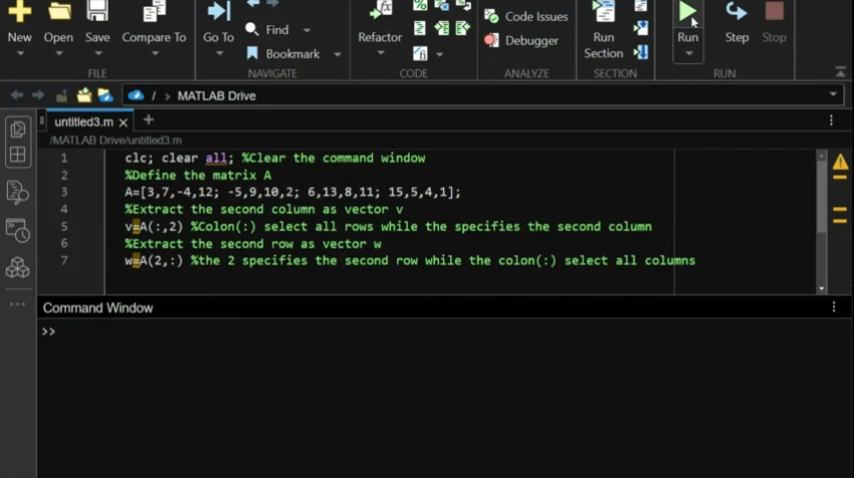 Code Issues
New Open Save Compare To Go To Find Refactor Debugger Run Section Run Step Stop
Bookmark
FILE NAVIGATE CODE ANALYZE SECTION RUN
/ › MATLAB Drive
untitled3.m × +
/MATLAB Drive/untitled3.m
1 clc; clear all; %Clear the command window
2 %Define the matrix A
3 A=[3,7,-4,12; -5,9,10,2; 6,13,8,11; 15,5,4,1];
4 %Extract the second column as vector v
5 v=A(:,2) %Colon(:) select all rows while the specifies the second column
6 %Extract the second row as vector w
7 w=A(2,:) %the 2 specifies the second row while the colon(:) select all columns
Command Window
>>